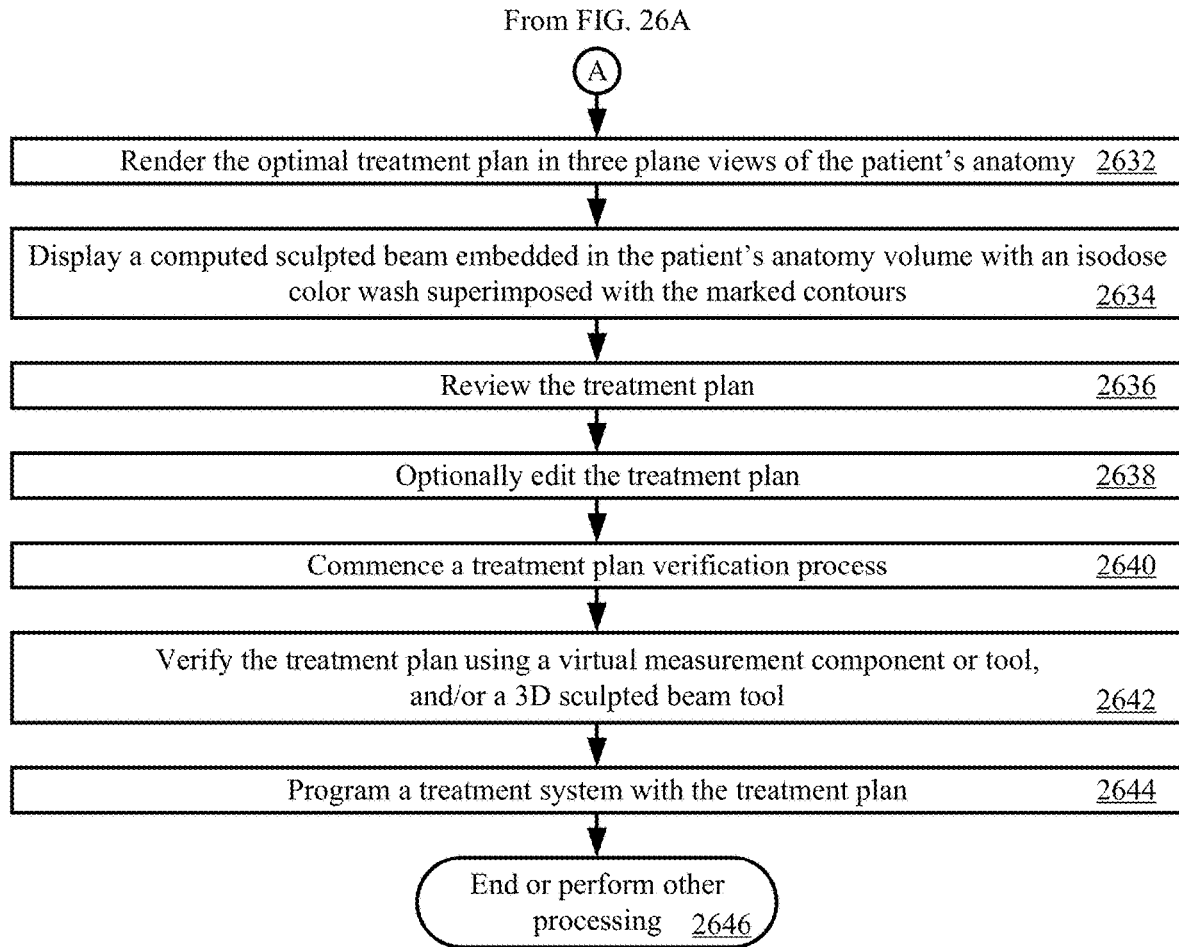 From FIG. 26A
A
Render the optimal treatment plan in three plane views of the patient's anatomy 2632
Display a computed sculpted beam embedded in the patient's anatomy volume with an isodose
color wash superimposed with the marked contours 2634
Review the treatment plan 2636
Optionally edit the treatment plan 2638
Commence a treatment plan verification process 2640
Verify the treatment plan using a virtual measurement component or tool,
and/or a 3D sculpted beam tool 2642
Program a treatment system with the treatment plan 2644
End or perform other
processing 2646